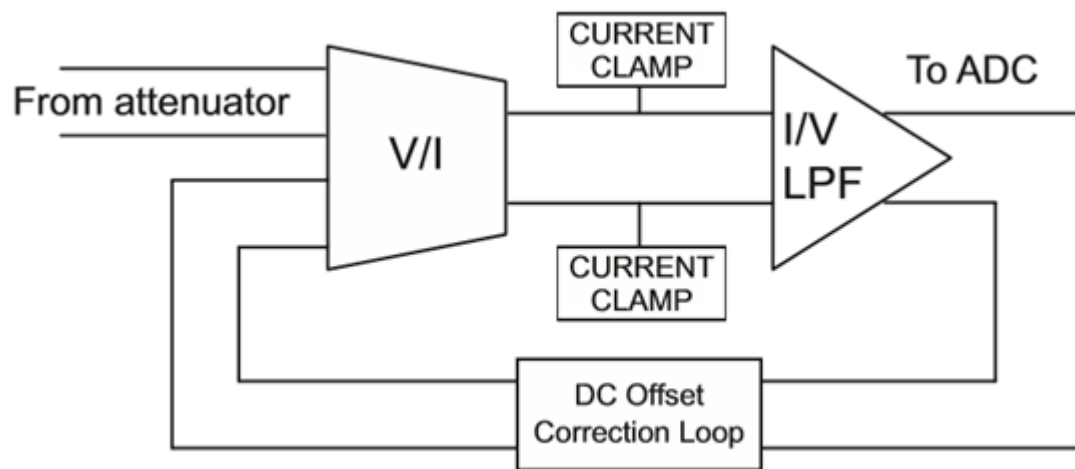 CURRENT
CLAMP
To ADC
From attenuator
V/I
I/V
LPF
CURRENT
CLAMP
DC Offset
Correction Loop